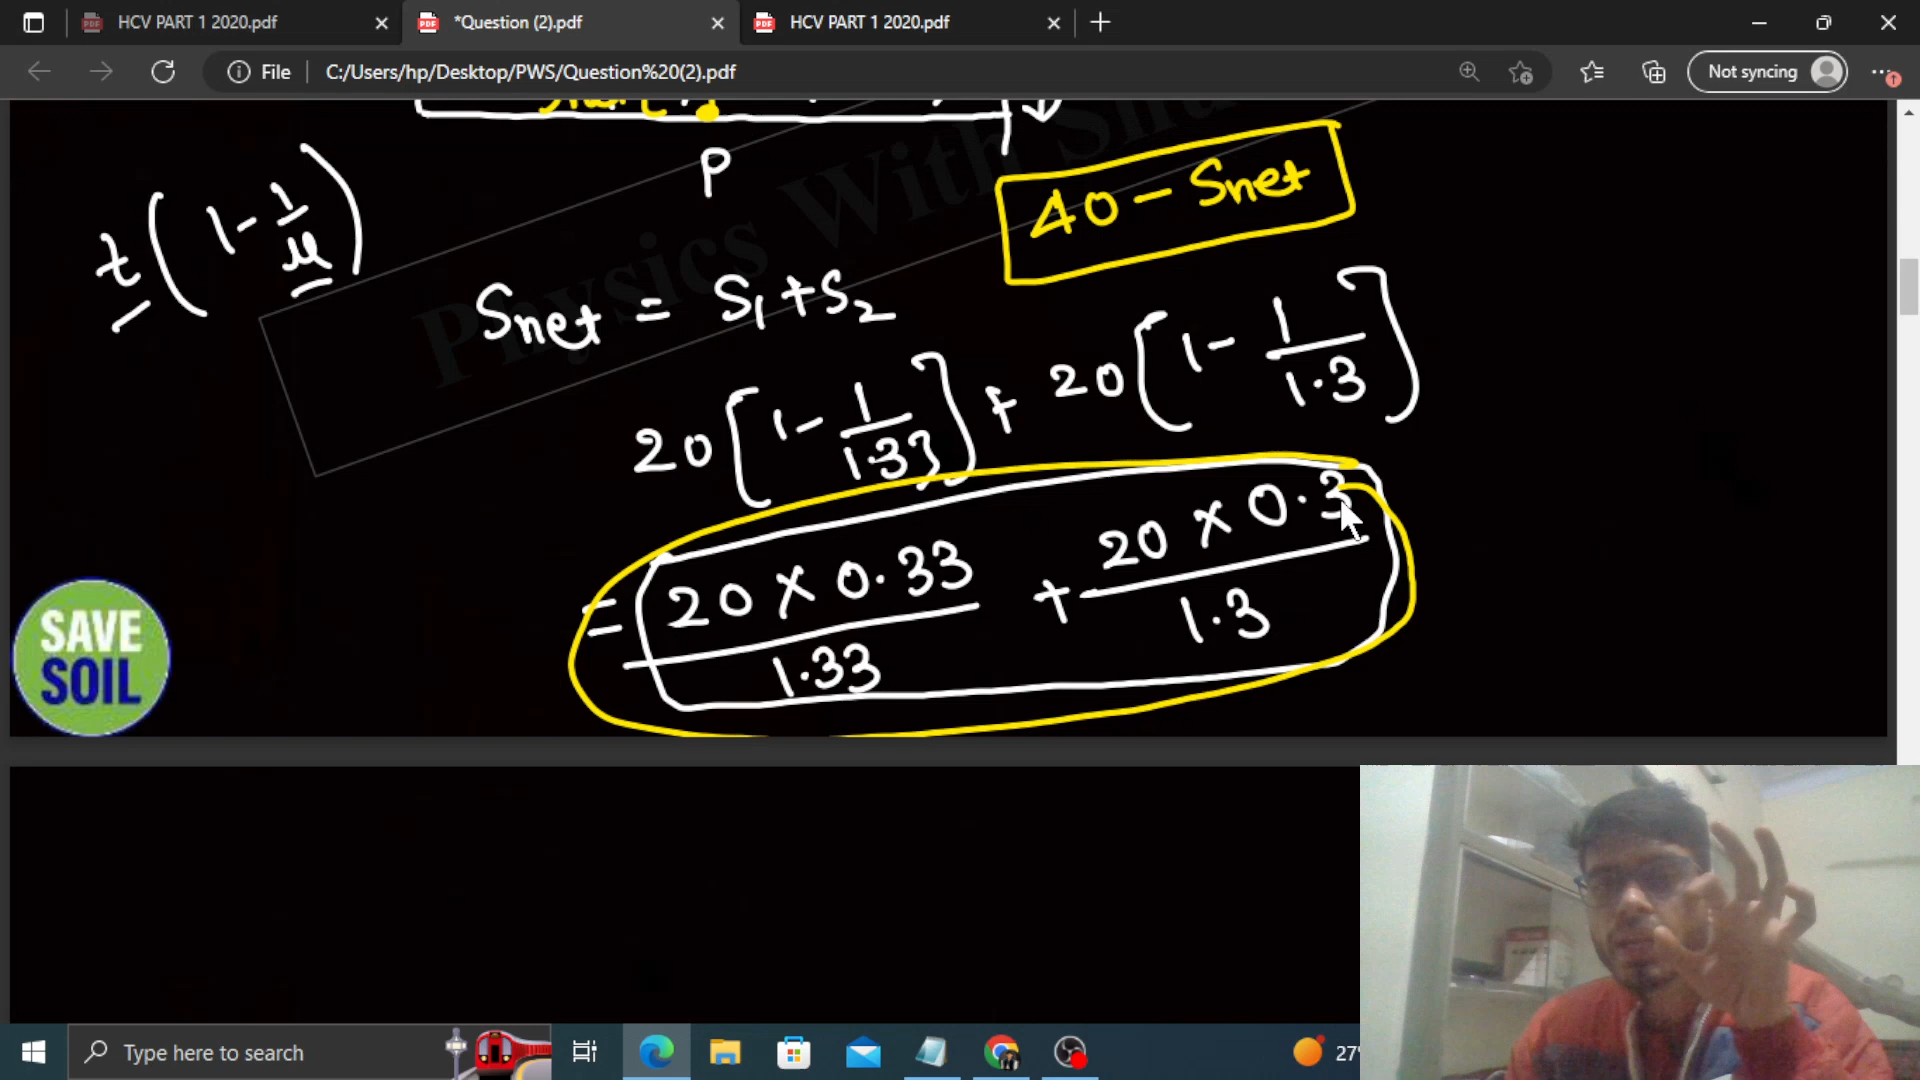 HCV PART 1 2020.pdf
*Question (2).pdf
HCV PART 1 2020.pdf
File
C:/Users/hp/Desktop/PWS/Question%20(2).pdf
Not syncing
P
40 - Snet
t(1 - 1/μ)
Physics With
Snet = S1 + S2
20[1 - 1/1.33] + 20[1 - 1/1.3]
= 20 × 0.33/1.33 + 20 × 0.3/1.3
SAVE
SOIL
Type here to search
27°